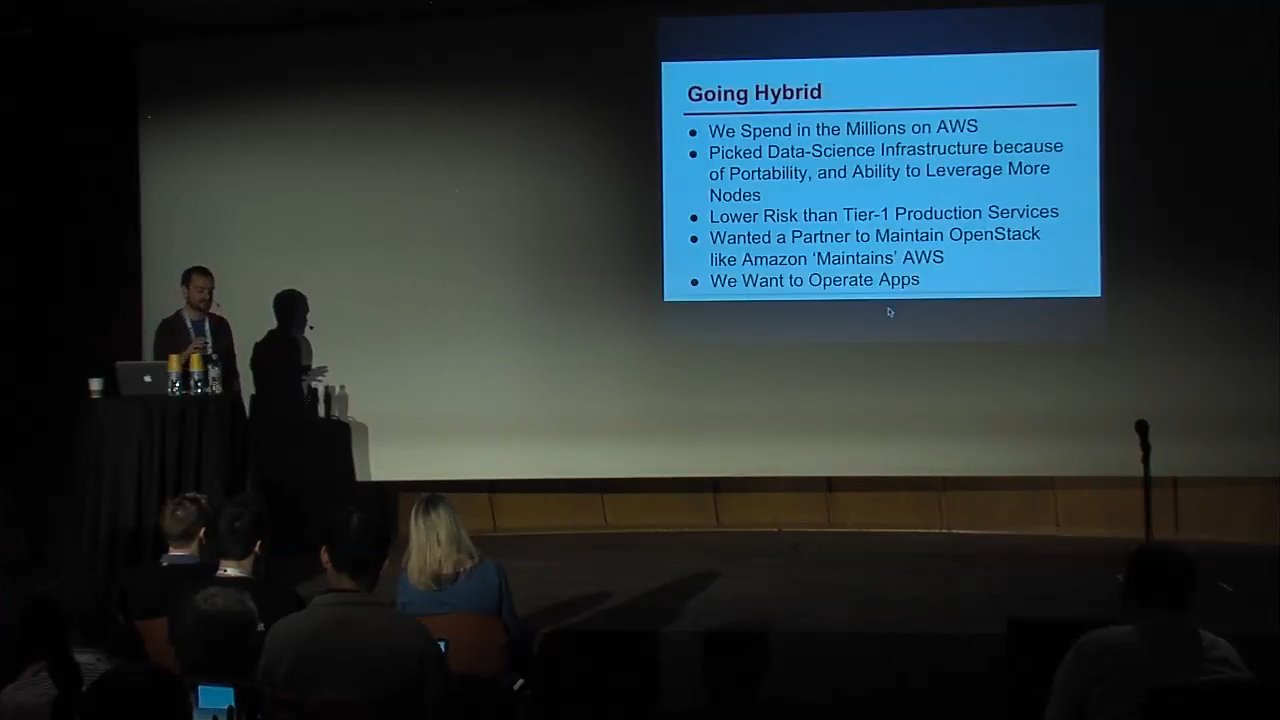 Going Hybrid
● We Spend in the Millions on AWS
● Picked Data-Science Infrastructure because
of Portability, and Ability to Leverage More
Nodes
● Lower Risk than Tier-1 Production Services
● Wanted a Partner to Maintain OpenStack
like Amazon ‘Maintains’ AWS
● We Want to Operate Apps